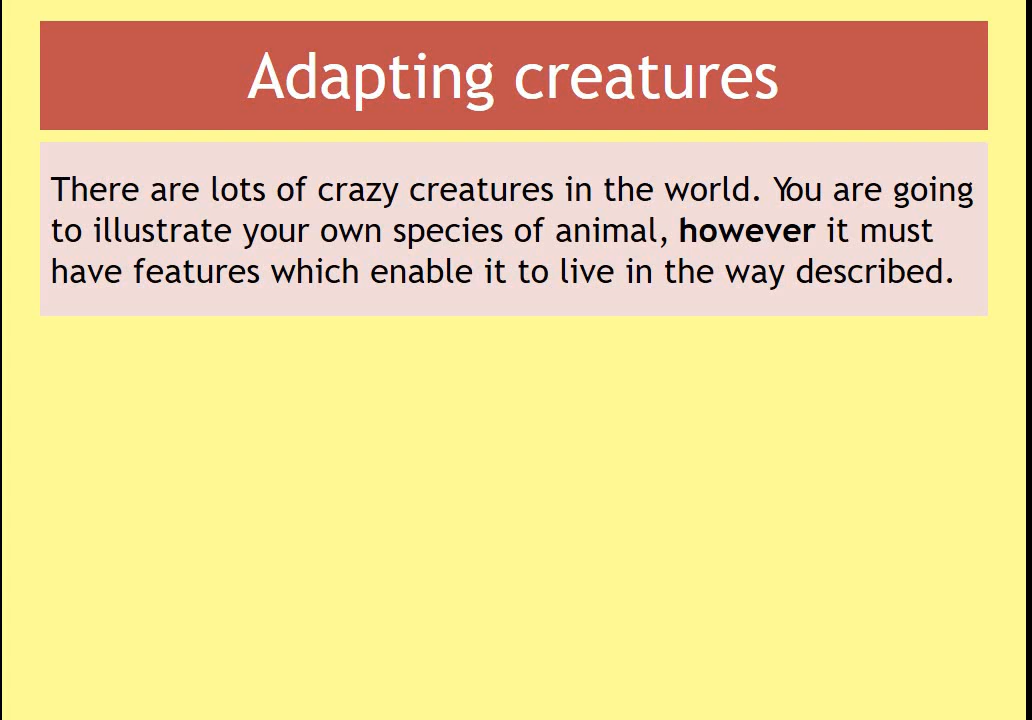 Adapting creatures
There are lots of crazy creatures in the world. You are going
to illustrate your own species of animal, however it must
have features which enable it to live in the way described.